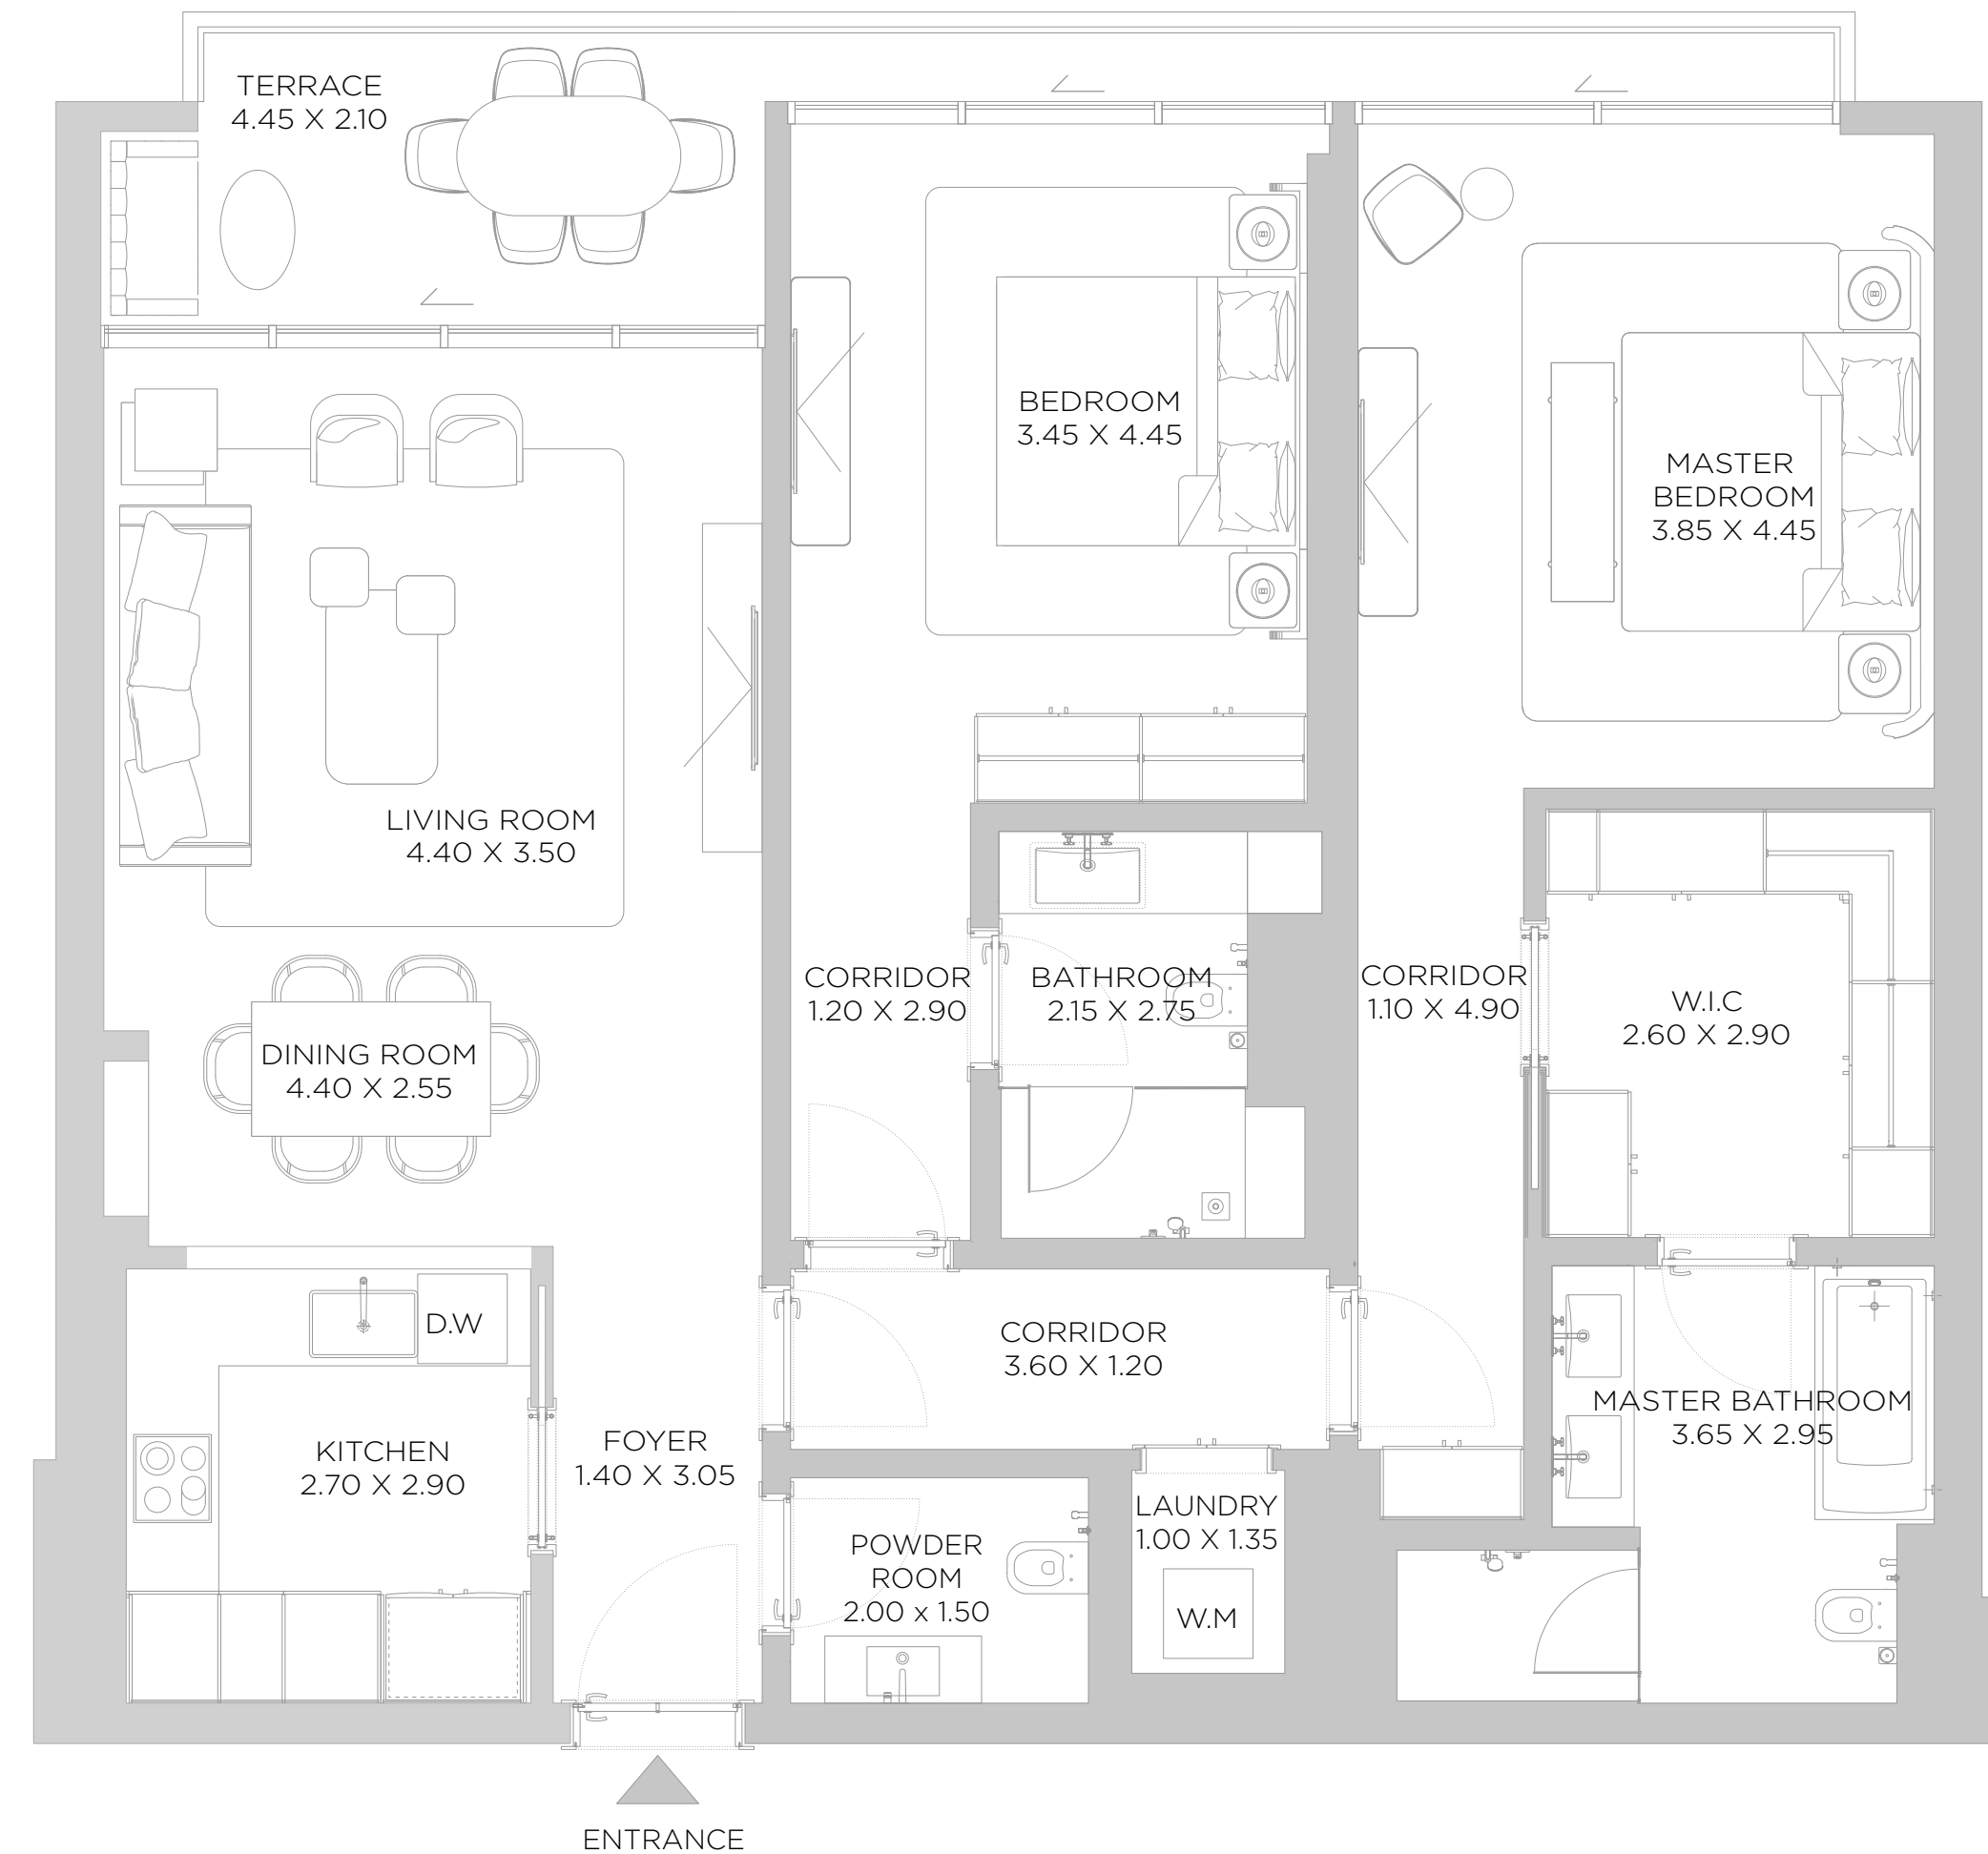 TERRACE
4.45 X 2.10
BEDROOM
3.45 X 4.45
MASTER
BEDROOM
3.85 X 4.45
LIVING ROOM
4.40 X 3.50
CORRIDOR
1.20 X 2.90
BATHROOM
2.15 X 2.75
CORRIDOR
1.10 X 4.90
W.I.C
2.60 X 2.90
DINING ROOM
4.40 X 2.55
D.W
CORRIDOR
3.60 X 1.20
MASTER BATHROOM
3.65 X 2.95
KITCHEN
2.70 X 2.90
FOYER
1.40 X 3.05
POWDER
ROOM
2.00 x 1.50
LAUNDRY
1.00 X 1.35
W.M
ENTRANCE